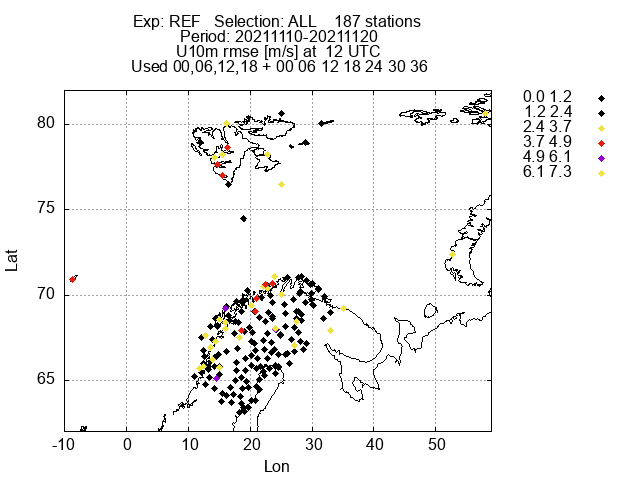 Exp: REF   Selection: ALL    187 stations
Period: 20211110-20211120
U10m rmse [m/s] at  12 UTC
Used 00,06,12,18 + 00 06 12 18 24 30 36
0.0 1.2
1.2 2.4
2.4 3.7
3.7 4.9
4.9 6.1
6.1 7.3
80
75
70
65
Lat
-10 0 10 20 30 40 50
Lon